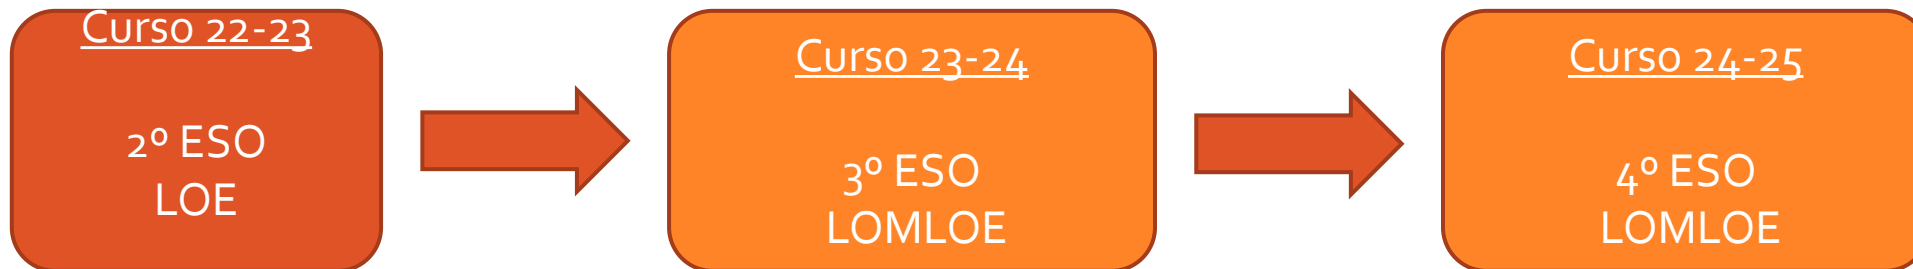 Curso 22-23
2º ESO
LOE
Curso 23-24
3º ESO
LOMLOE
Curso 24-25
4º ESO
LOMLOE